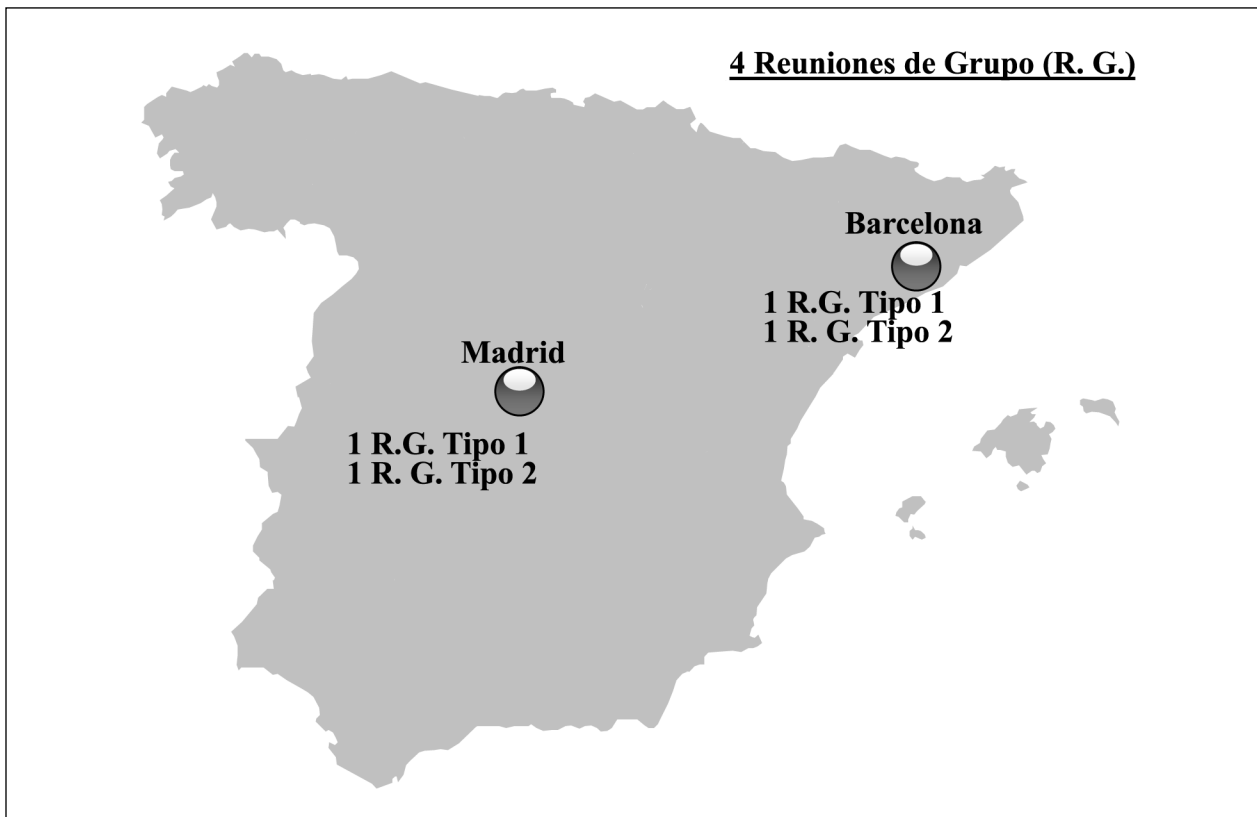 4 Reuniones de Grupo (R. G.)
Barcelona
1 R.G. Tipo 1
1 R. G. Tipo 2
Madrid
1 R.G. Tipo 1
1 R. G. Tipo 2